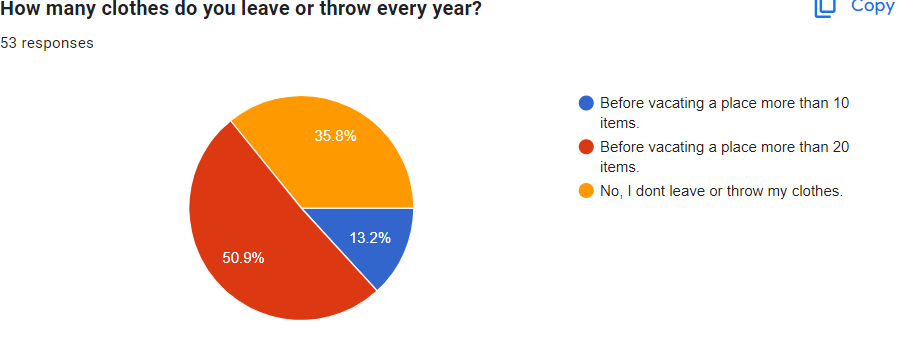 How many clothes do you leave or throw every year?
Copy
53 responses
35.8%
13.2%
50.9%
Before vacating a place more than 10
items.
Before vacating a place more than 20
items.
No, I dont leave or throw my clothes.